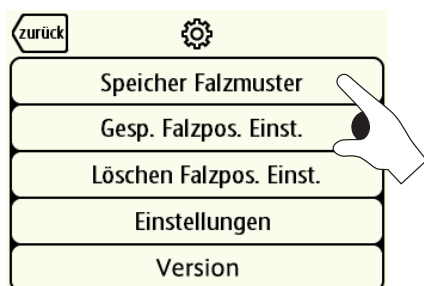 zurück
Speicher Falzmuster
Gesp. Falzpos. Einst.
Löschen Falzpos. Einst.
Einstellungen
Version